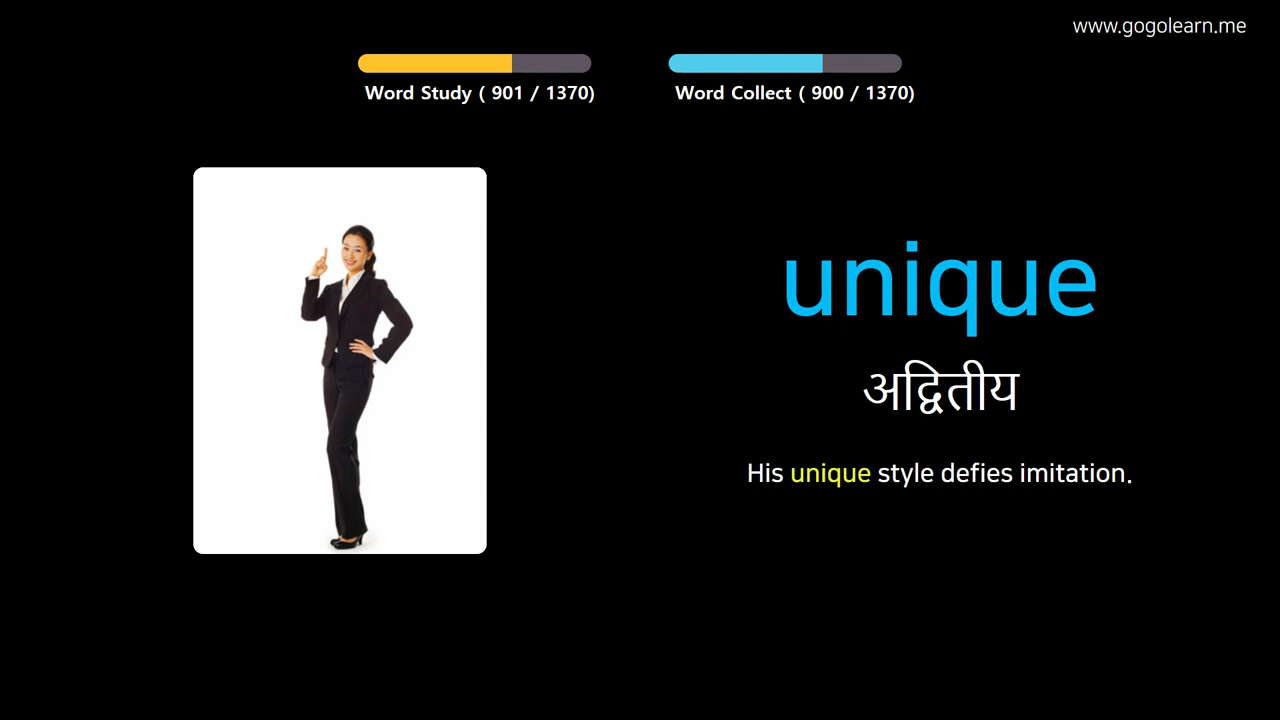 www.gogolearn.me
Word Study ( 901 / 1370)
Word Collect ( 900 / 1370)
unique
अद्वितीय
His unique style defies imitation.